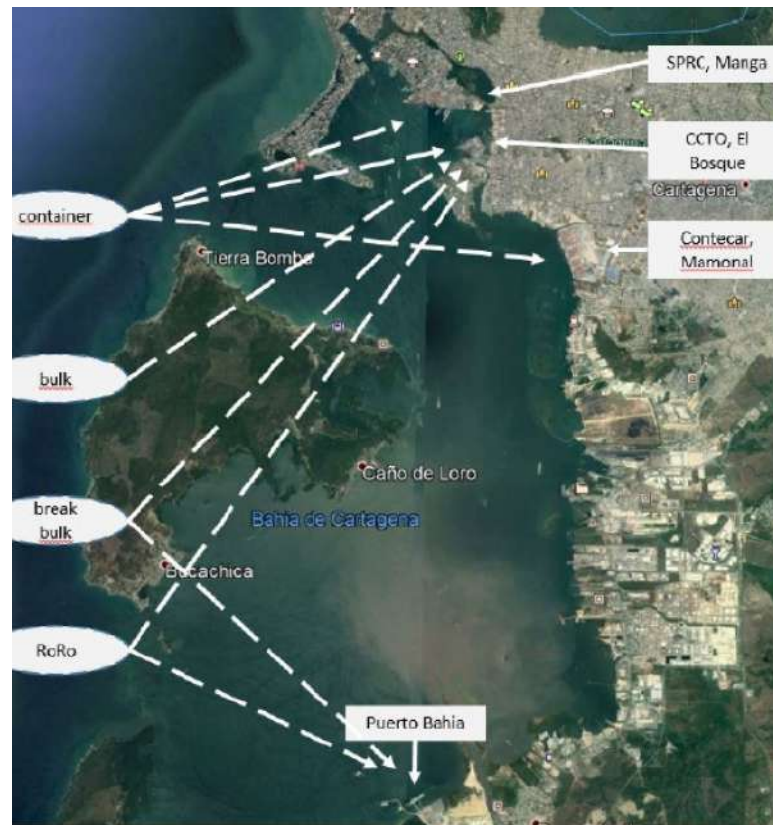 SPRC, Manga
CCTO, El
Bosque
Cartagena
container
Contecar,
Mamonal
Tierra Bomba
bulk
Caño de Loro
break
bulk
Bahía de Cartagena
Bocachica
RoRo
Puerto Bahia